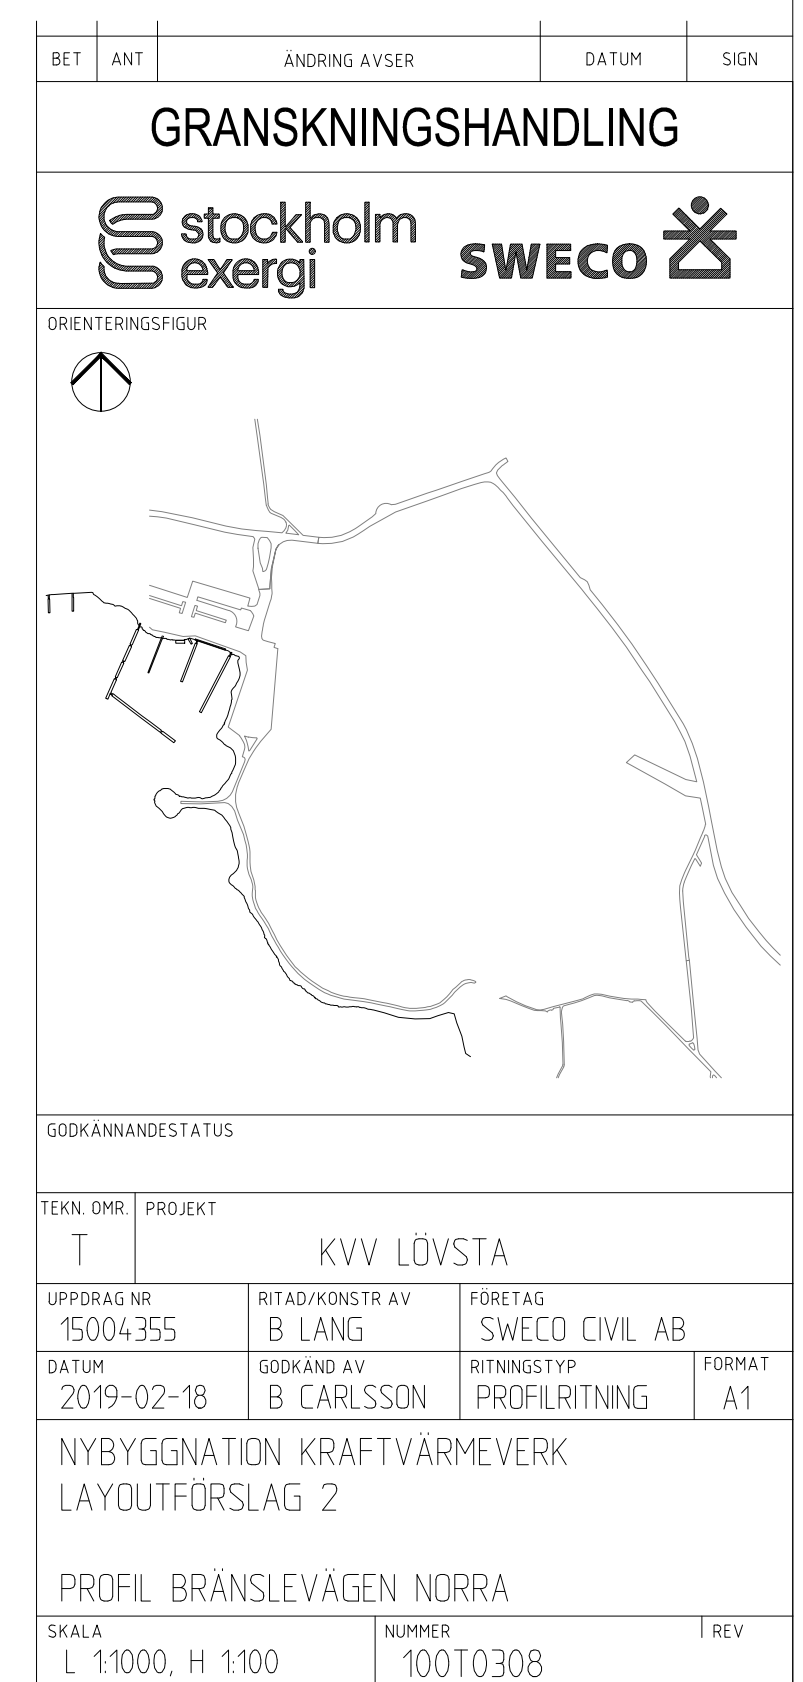 BET ANT ÄNDRING AVSER DATUM SIGN
GRANSKNINGSHANDLING
stockholm
exergi
SWECO
ORIENTERINGSFIGUR
GODKÄNNANDESTATUS
TEKN. OMR. PROJEKT
T KVV LÖVSTA
UPPDRAG NR RITAD/KONSTR AV FÖRETAG
15004355 B LANG SWECO CIVIL AB
DATUM GODKÄND AV RITNINGSTYP FORMAT
2019-02-18 B CARLSSON PROFILRITNING A1
NYBYGGNATION KRAFTVÄRMEVERK
LAYOUTFÖRSLAG 2
PROFIL BRÄNSLEVÄGEN NORRA
SKALA NUMMER REV
L 1:1000, H 1:100 100T0308